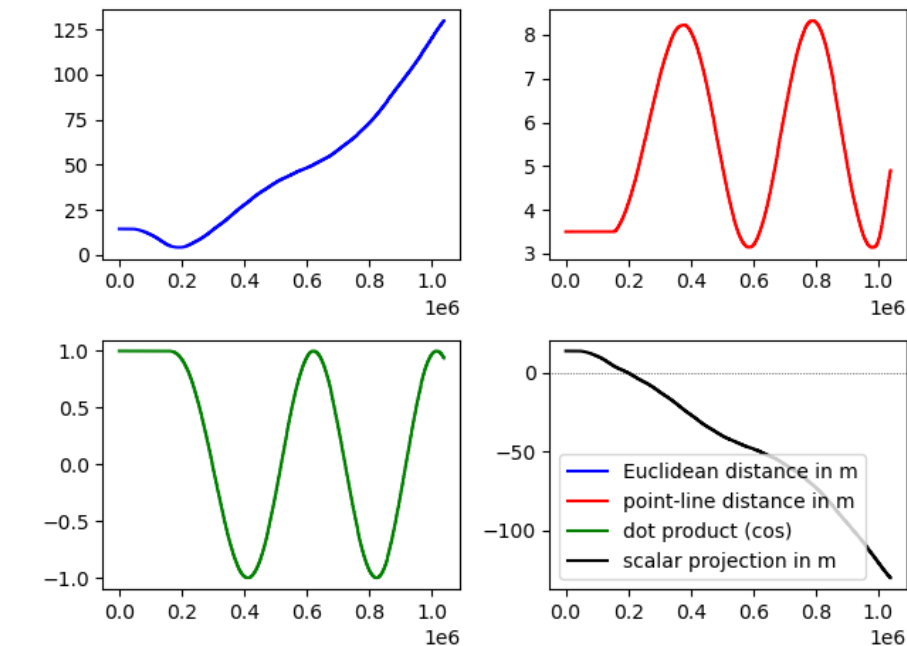 125
100
75
50
25
0
0.0 0.2 0.4 0.6 0.8 1.0
1e6
8
7
6
5
4
3
0.0 0.2 0.4 0.6 0.8 1.0
1e6
1.0
0.5
0.0
−0.5
−1.0
0.0 0.2 0.4 0.6 0.8 1.0
1e6
0
−50
−100
Euclidean distance in m
point-line distance in m
dot product (cos)
scalar projection in m
0.0 0.2 0.4 0.6 0.8 1.0
1e6